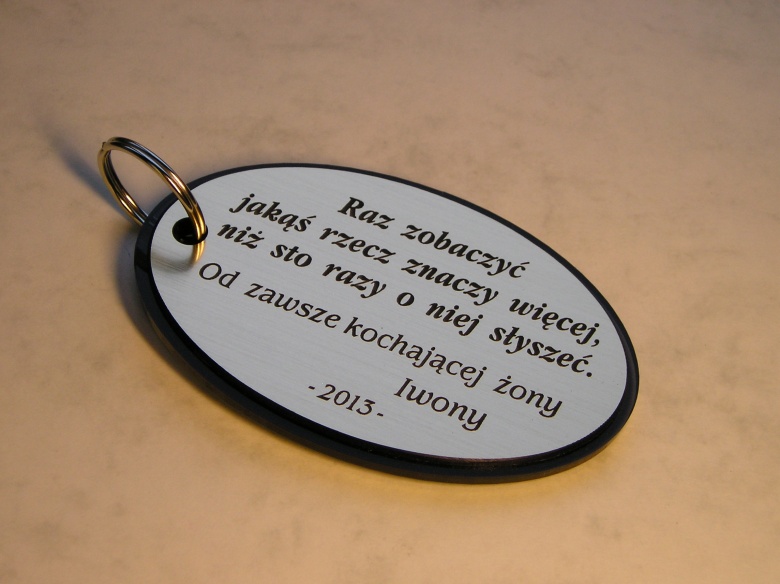 Raz zobaczyć
jakąś rzecz znaczy więcej,
niż sto razy o niej słyszeć.
Od zawsze kochającej żony
Iwony
-2013-